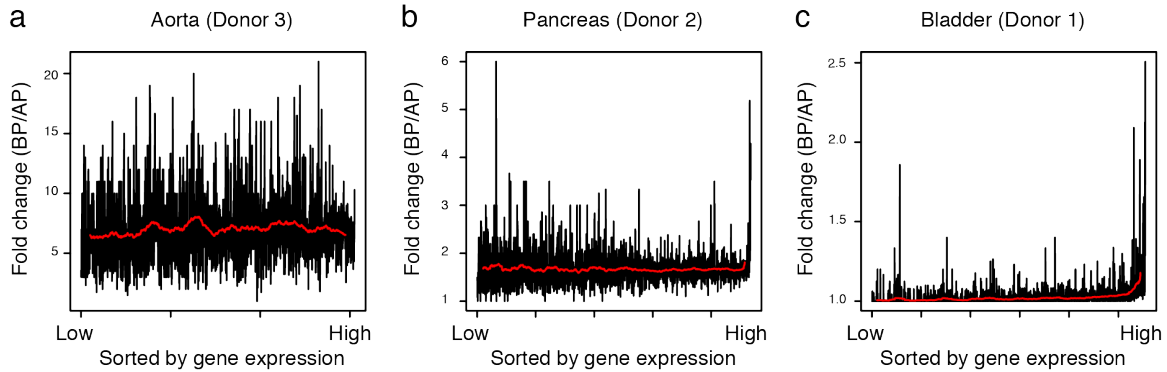 a
Aorta (Donor 3)
Fold change (BP/AP)
20
15
10
5
Low
High
Sorted by gene expression
b
Pancreas (Donor 2)
Fold change (BP/AP)
6
5
4
3
2
1
Low
High
Sorted by gene expression
c
Bladder (Donor 1)
Fold change (BP/AP)
2.5
2.0
1.5
1.0
Low
High
Sorted by gene expression